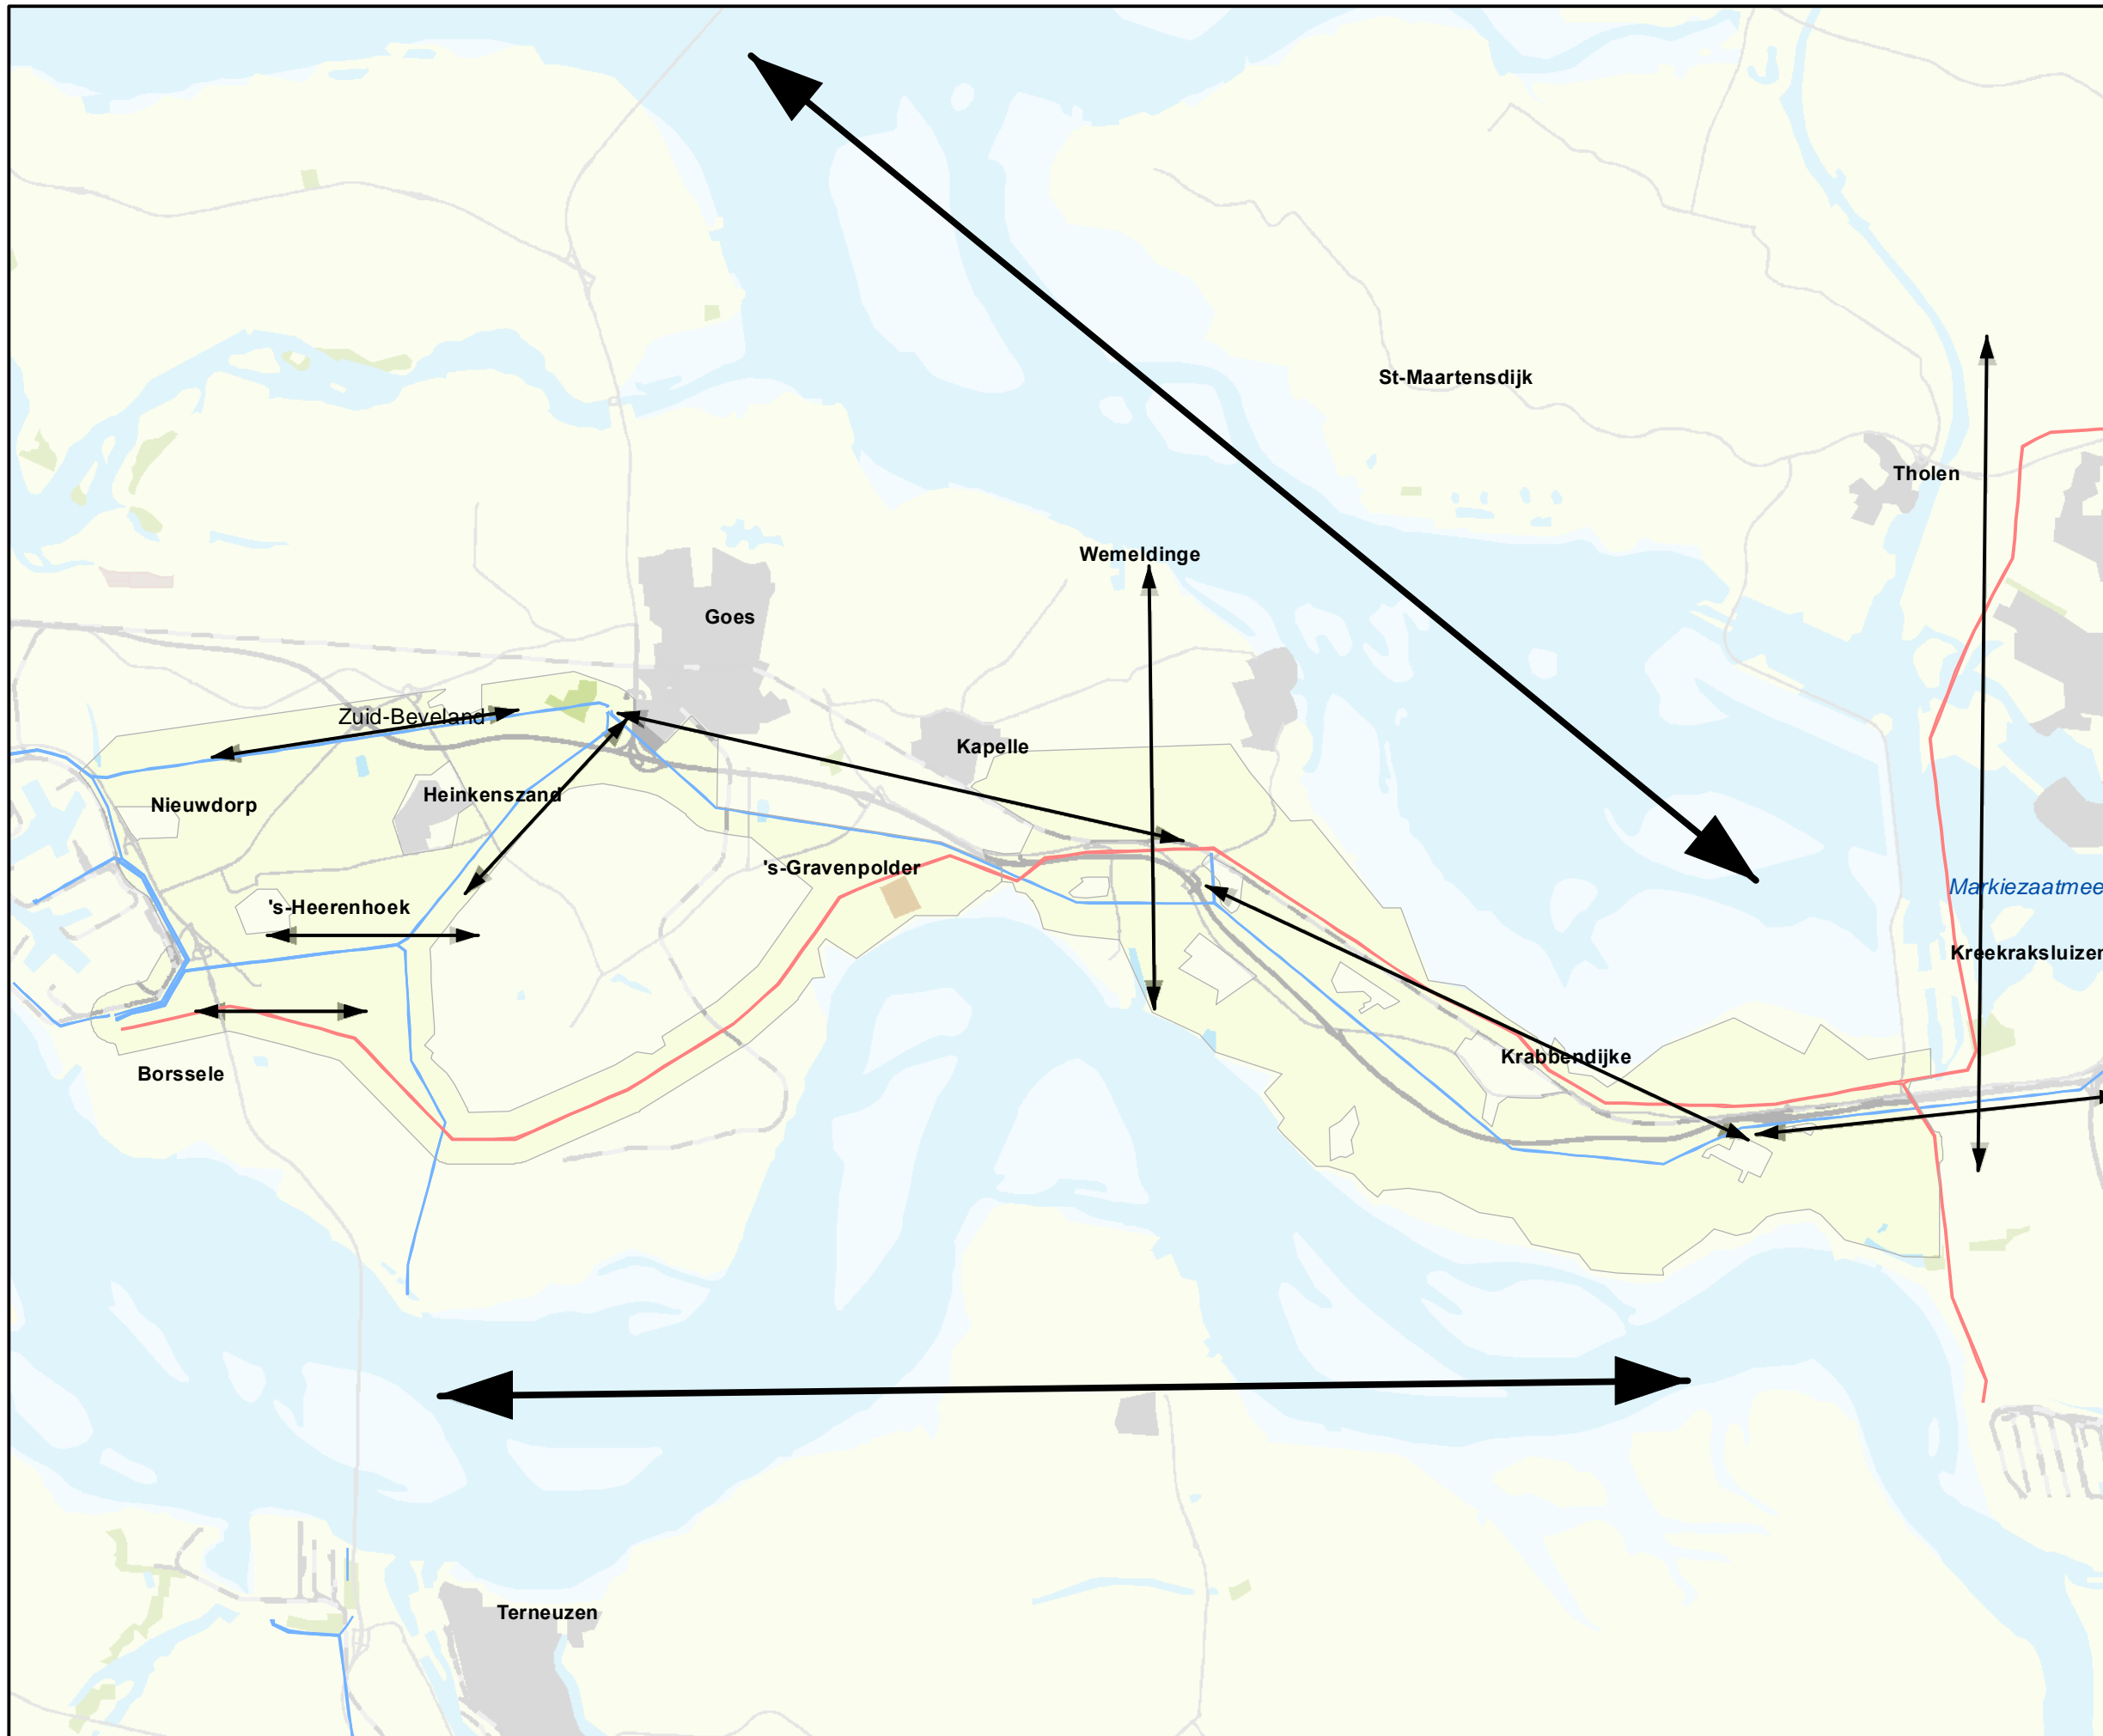 St-Maartensdijk
Tholen
Wemeldinge
Goes
Zuid-Beveland
Kapelle
Heinkenszand
Nieuwdorp
's-Gravenpolder
Markiezaatmee
's-Heerenhoek
Kreekraksluizen
Krabbendijke
Borssele
Terneuzen